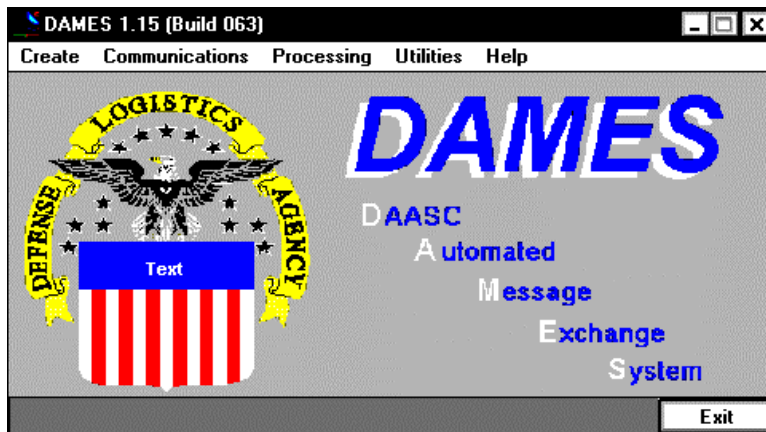 DAMES 1.15 (Build 063)
Create Communications Processing Utilities Help
DEFENSE LOGISTICS AGENCY
Text
DAMES
DAASC
Automated
Message
Exchange
System
Exit